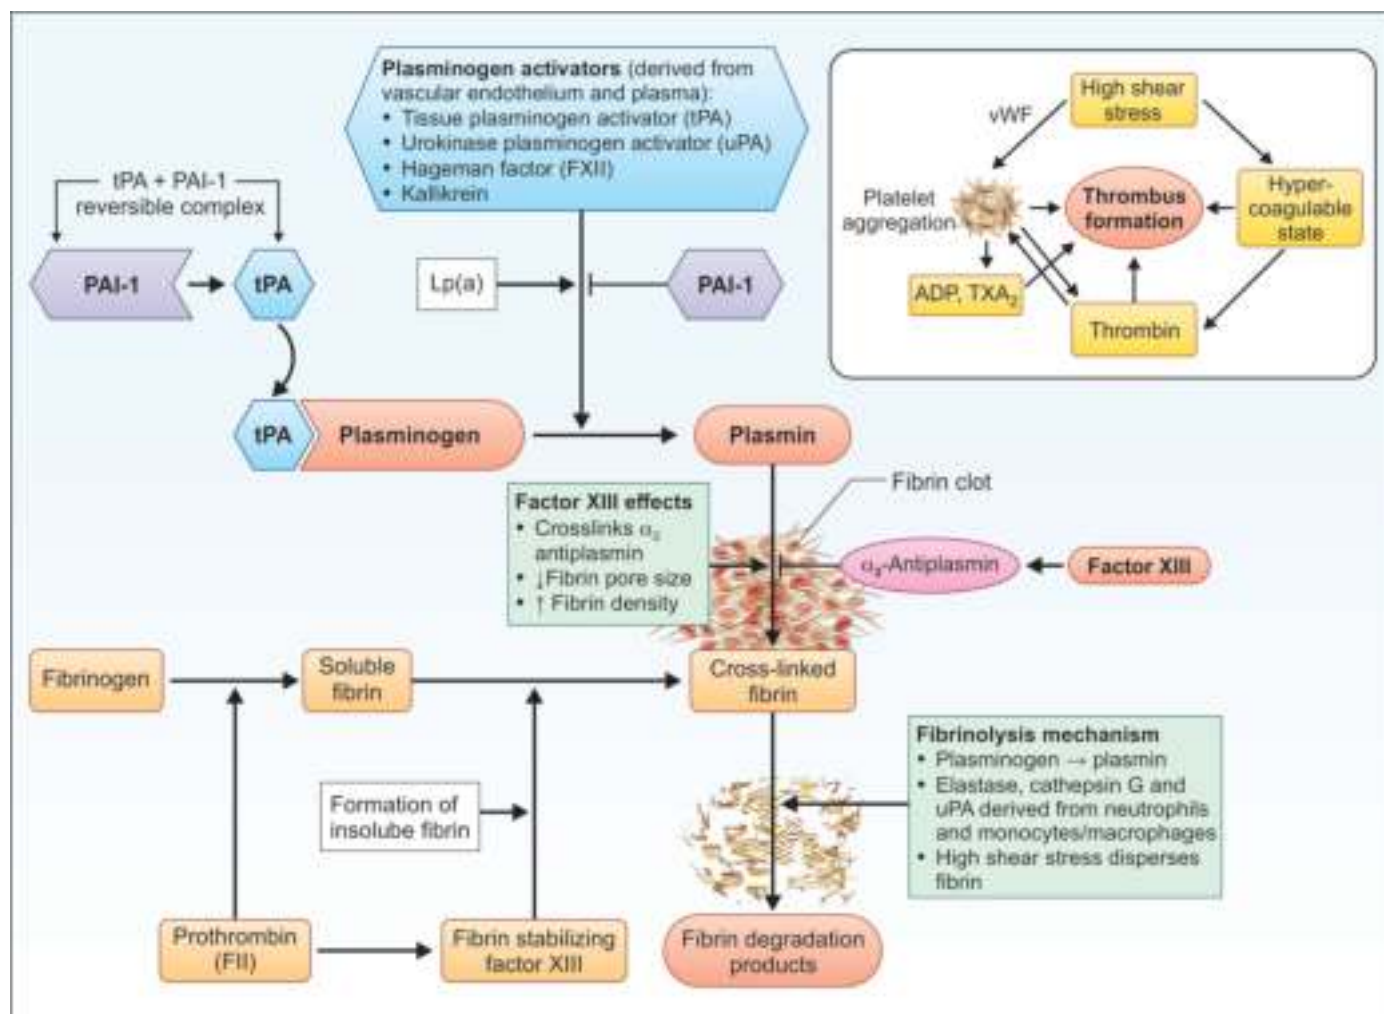 Plasminogen activators (derived from
vascular endothelium and plasma):
• Tissue plasminogen activator (tPA)
• Urokinase plasminogen activator (uPA)
• Hageman factor (FXII)
• Kallikrein
tPA + PAI-1
reversible complex
PAI-1
tPA
Lp(a)
PAI-1
High shear
stress
vWF
Platelet
aggregation
Thrombus
formation
Hyper-
coagulable
state
ADP, TXA2
Thrombin
tPA
Plasminogen
Plasmin
Fibrin clot
Factor XIII effects
• Crosslinks α2
antiplasmin
• ↓Fibrin pore size
• ↑ Fibrin density
α2-Antiplasmin
Factor XIII
Fibrinogen
Soluble
fibrin
Cross-linked
fibrin
Fibrinolysis mechanism
• Plasminogen → plasmin
• Elastase, cathepsin G and
uPA derived from neutrophils
and monocytes/macrophages
• High shear stress disperses
fibrin
Formation of
insolube fibrin
Prothrombin
(FII)
Fibrin stabilizing
factor XIII
Fibrin degradation
products